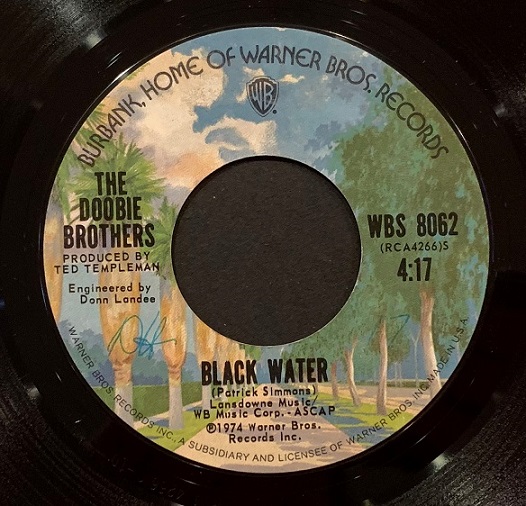 BURBANK, HOME OF WARNER BROS. RECORDS
WB
THE
DOOBIE
BROTHERS
PRODUCED BY
TED TEMPLEMAN
Engineered by
Donn Landee
WBS 8062
(RCA4266)S
4:17
BLACK WATER
(Patrick Simmons)
Lansdowne Music/
WB Music Corp. - ASCAP
℗1974 Warner Bros.
Records Inc.
WARNER BROS. RECORDS INC., A SUBSIDIARY AND LICENSEE OF WARNER BROS. INC. MADE IN U.S.A.